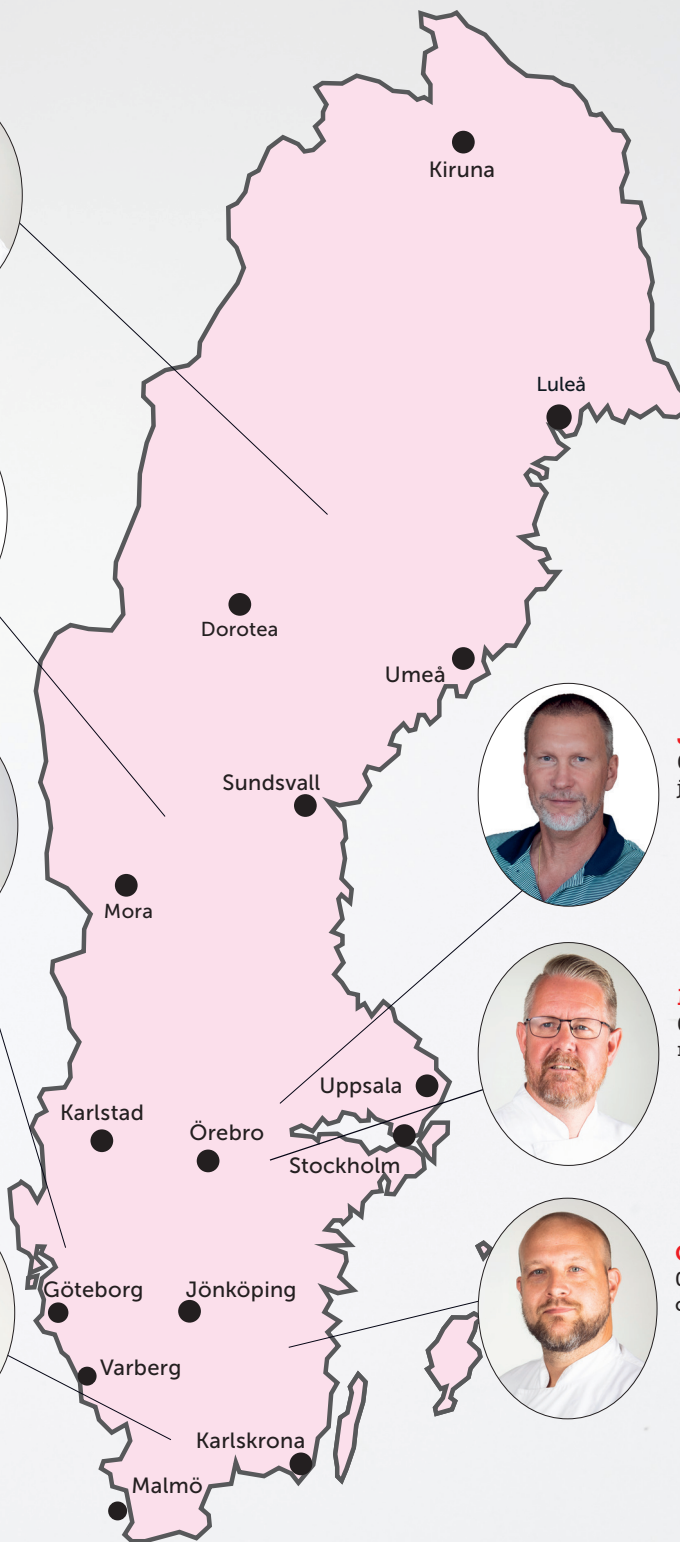 Kiruna
Luleå
Dorotea
Umeå
Sundsvall
Mora
Uppsala
Karlstad
Örebro
Stockholm
Göteborg
Jönköping
Varberg
Karlskrona
Malmö